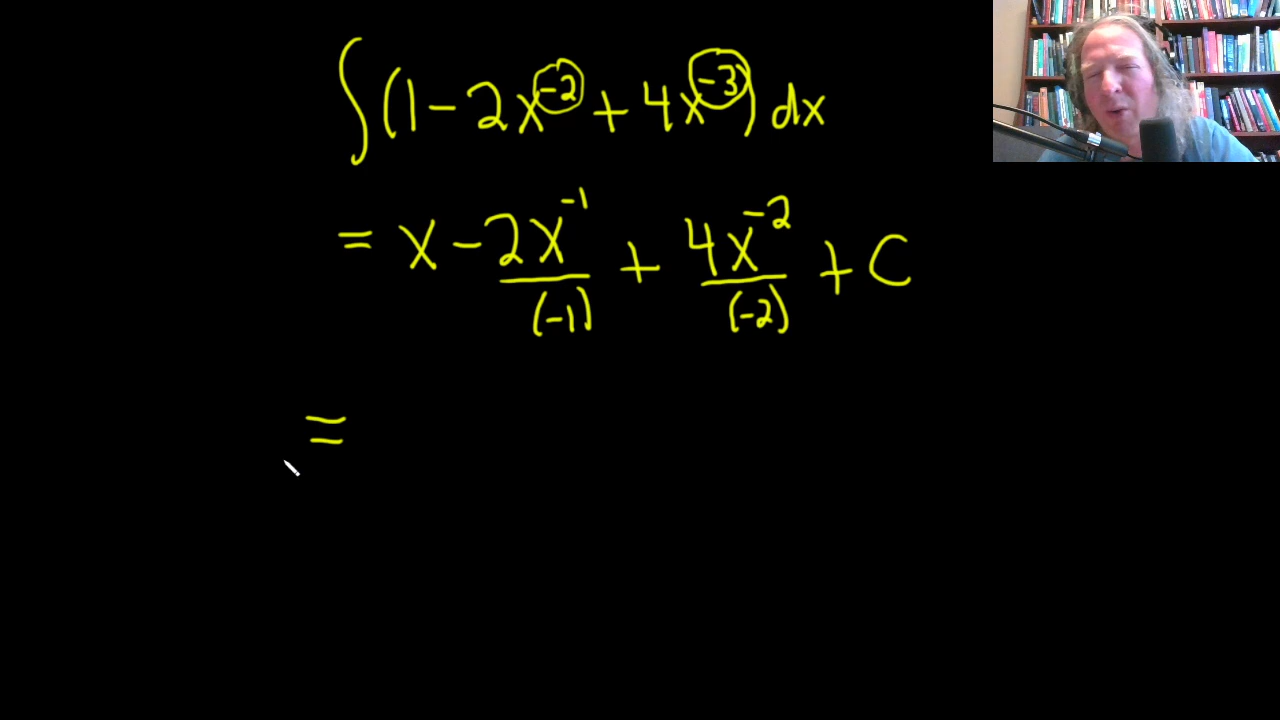 ∫(1 - 2x⁻² + 4x⁻³) dx
= x - 2x⁻¹/(-1) + 4x⁻²/(-2) + C
=